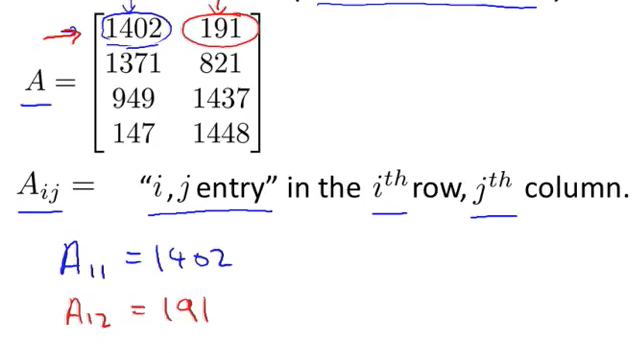 1402 191
A = 1371 821
949 1437
147 1448
A_ij = “i, j entry” in the i^th row, j^th column.
A_11 = 1402
A_12 = 191